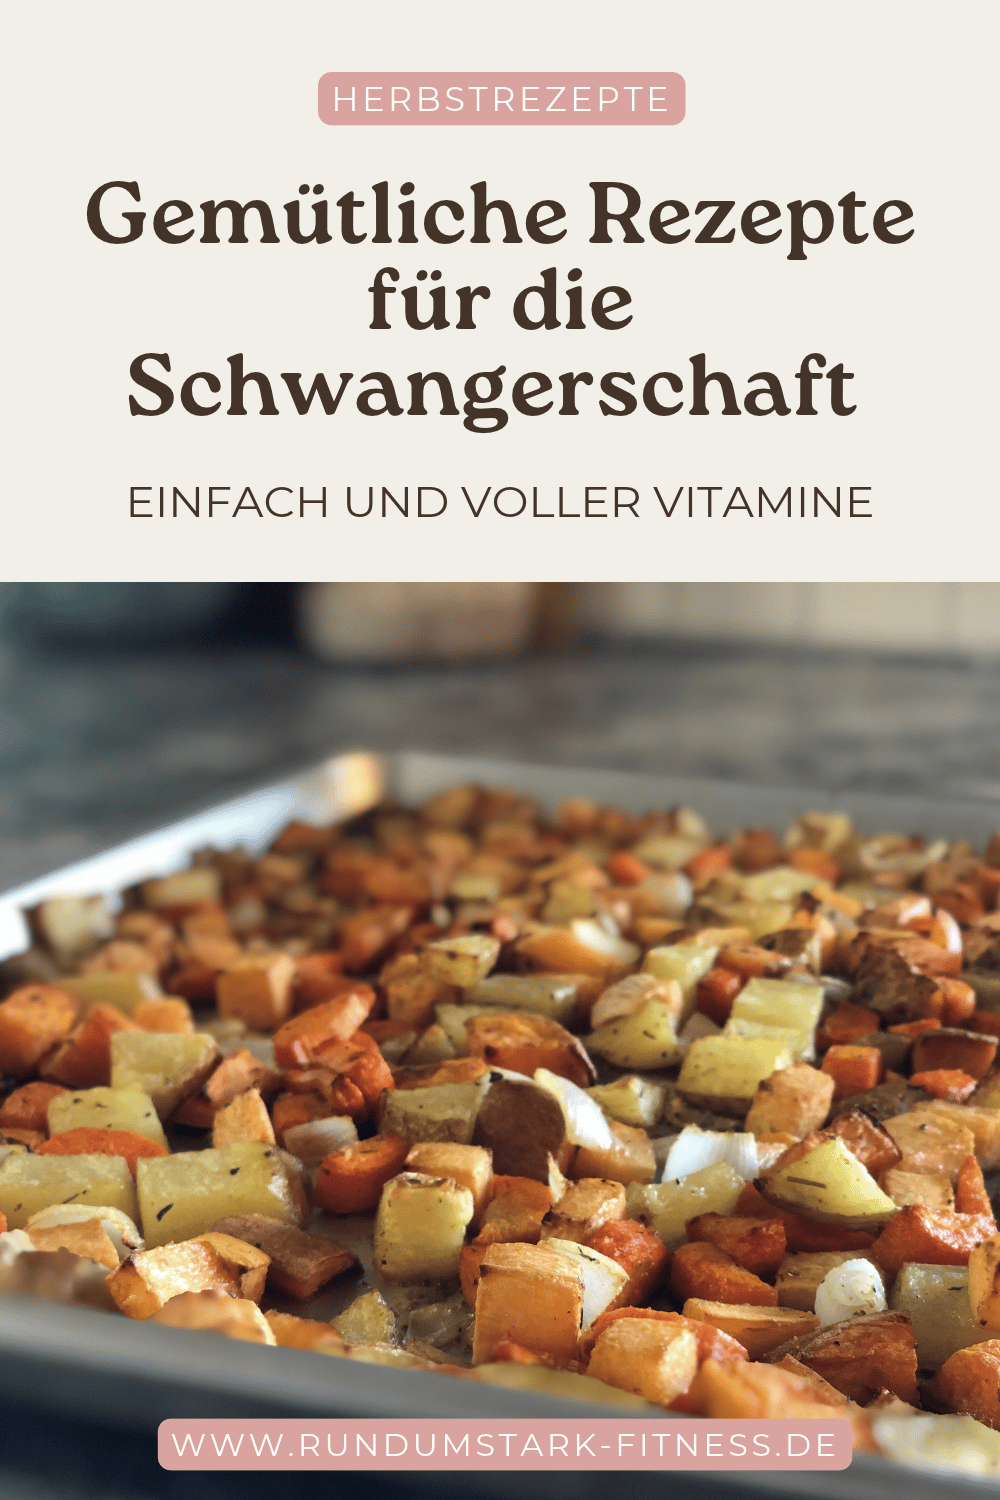 HERBSTREZEPTE
Gemütliche Rezepte
für die
Schwangerschaft
EINFACH UND VOLLER VITAMINE
WWW.RUNDUMSTARK-FITNESS.DE